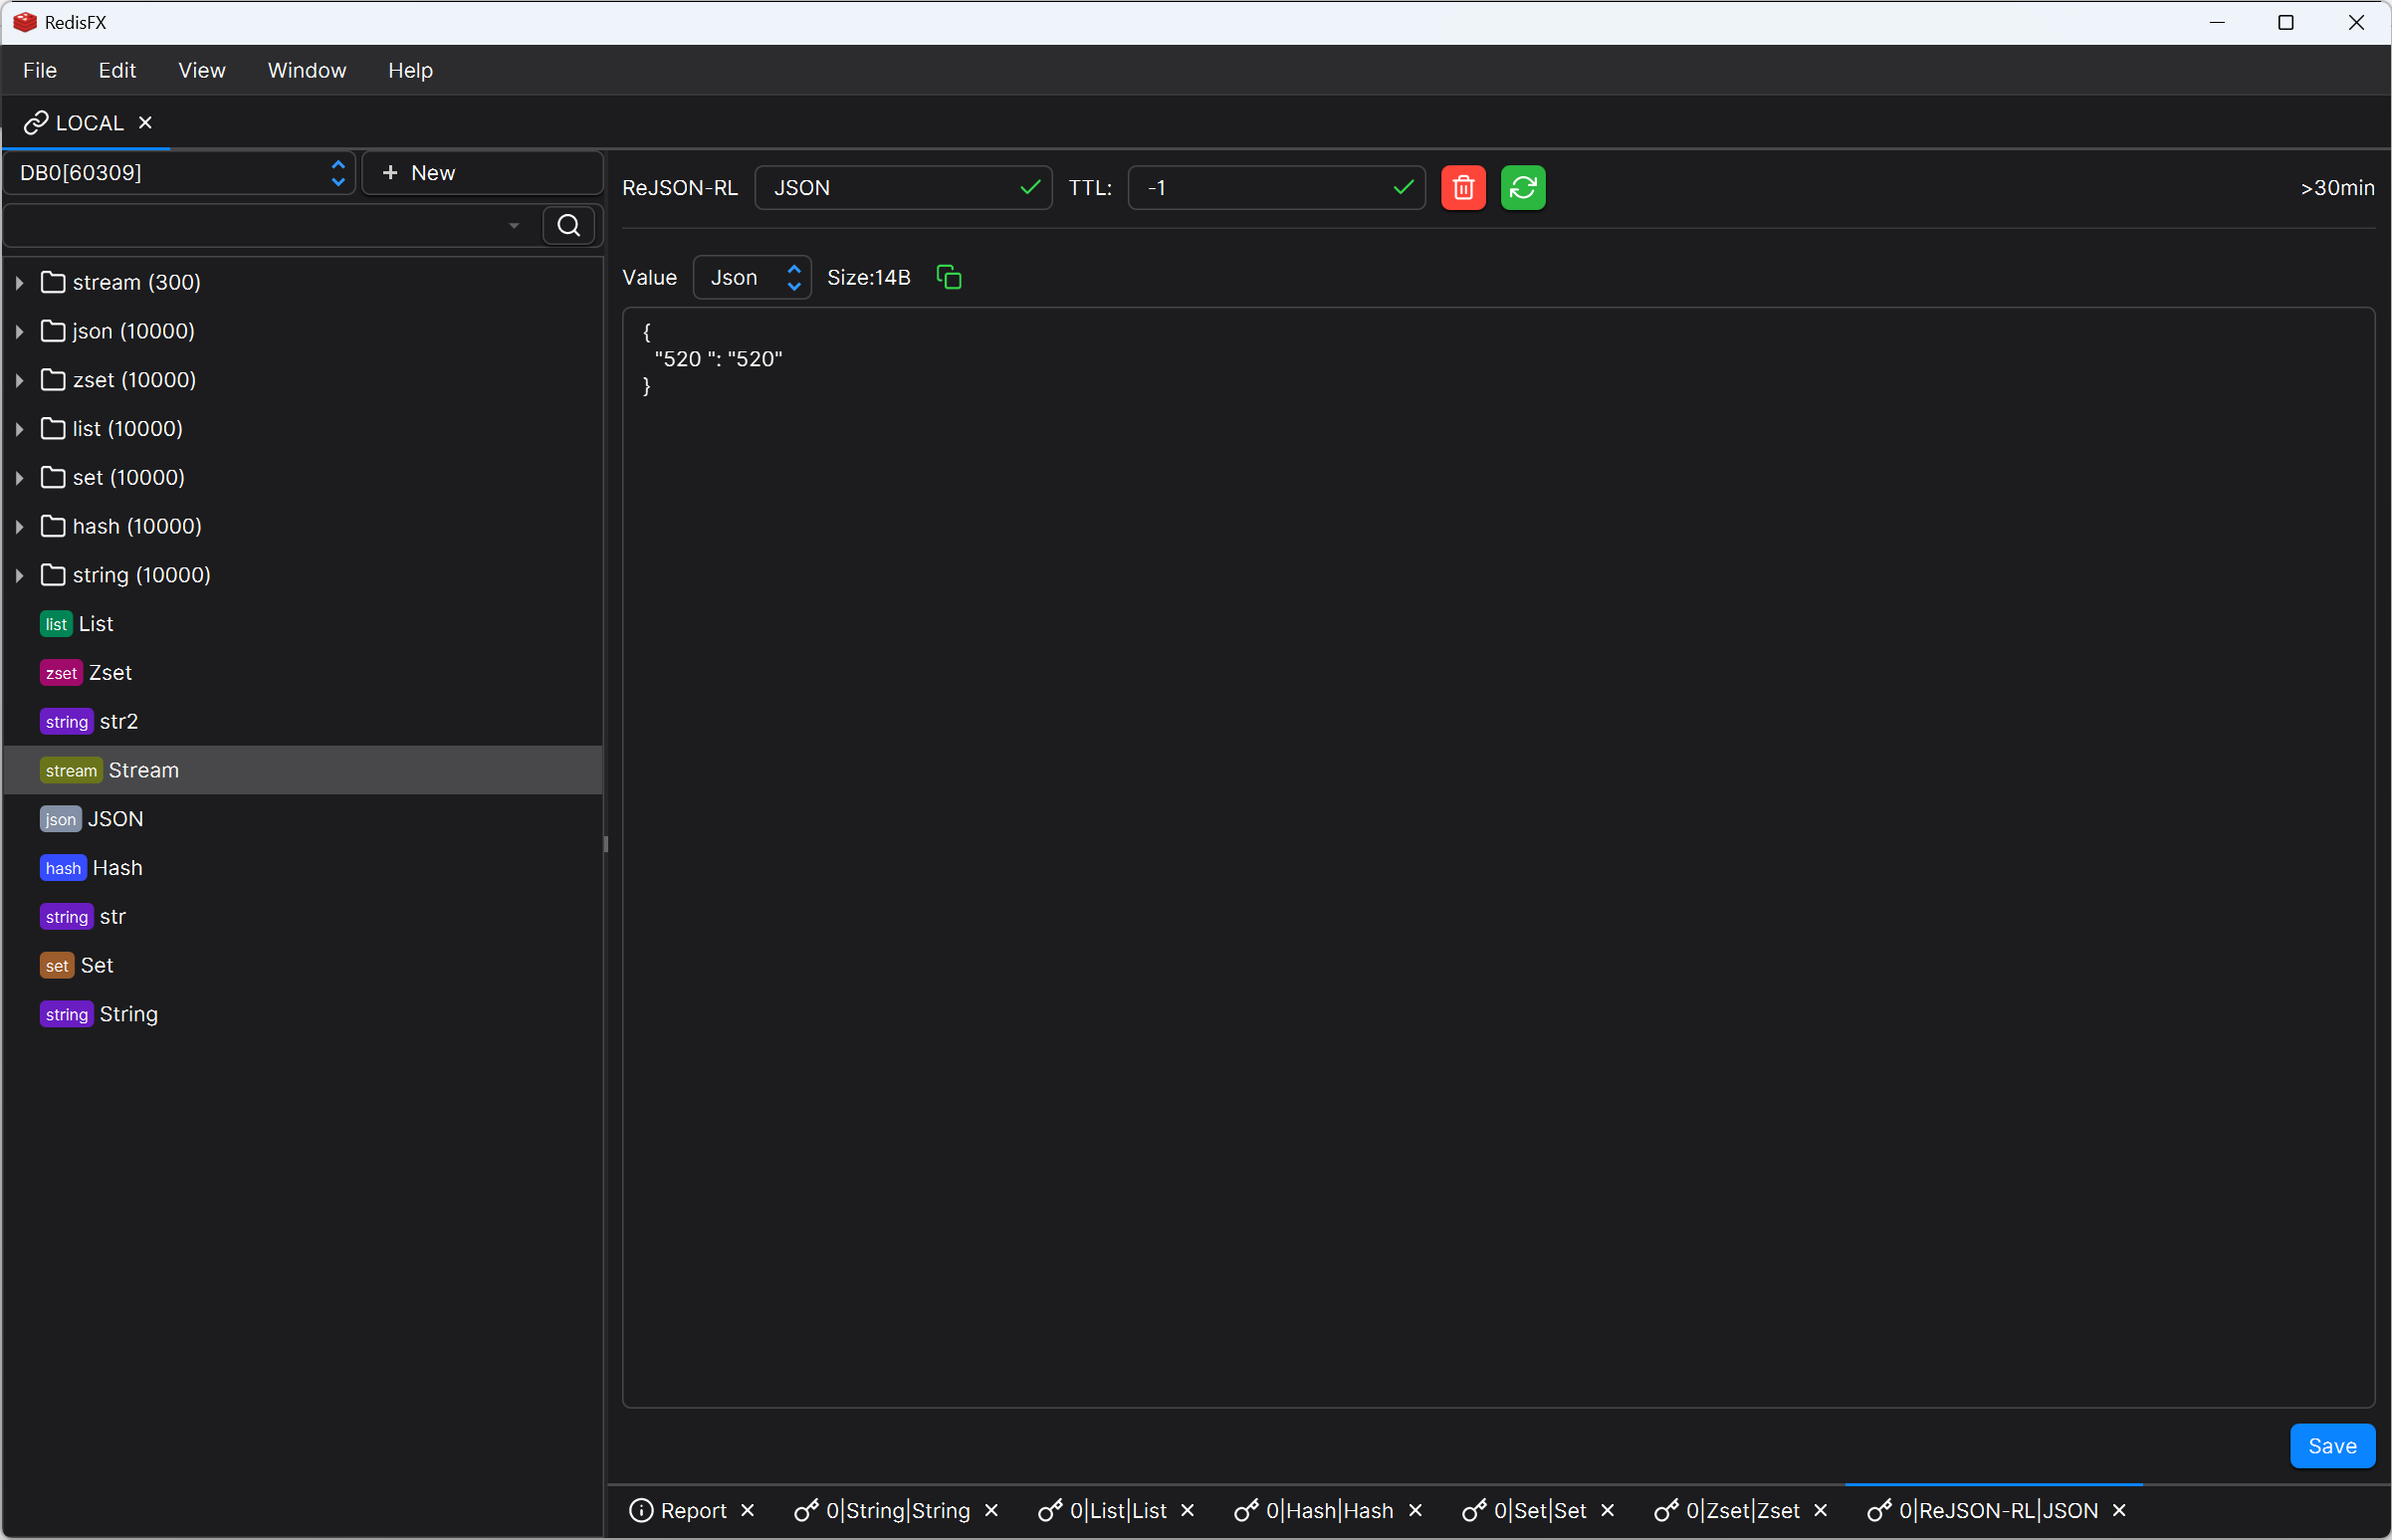 RedisFX
File Edit View Window Help
LOCAL
DB0[60309] + New
ReJSON-RL JSON TTL: -1 >30min
Value Json Size:14B
{
"520 ": "520"
}
stream (300)
json (10000)
zset (10000)
list (10000)
set (10000)
hash (10000)
string (10000)
list List
zset Zset
string str2
stream Stream
json JSON
hash Hash
string str
set Set
string String
Save
Report 0|String|String 0|List|List 0|Hash|Hash 0|Set|Set 0|Zset|Zset 0|ReJSON-RL|JSON